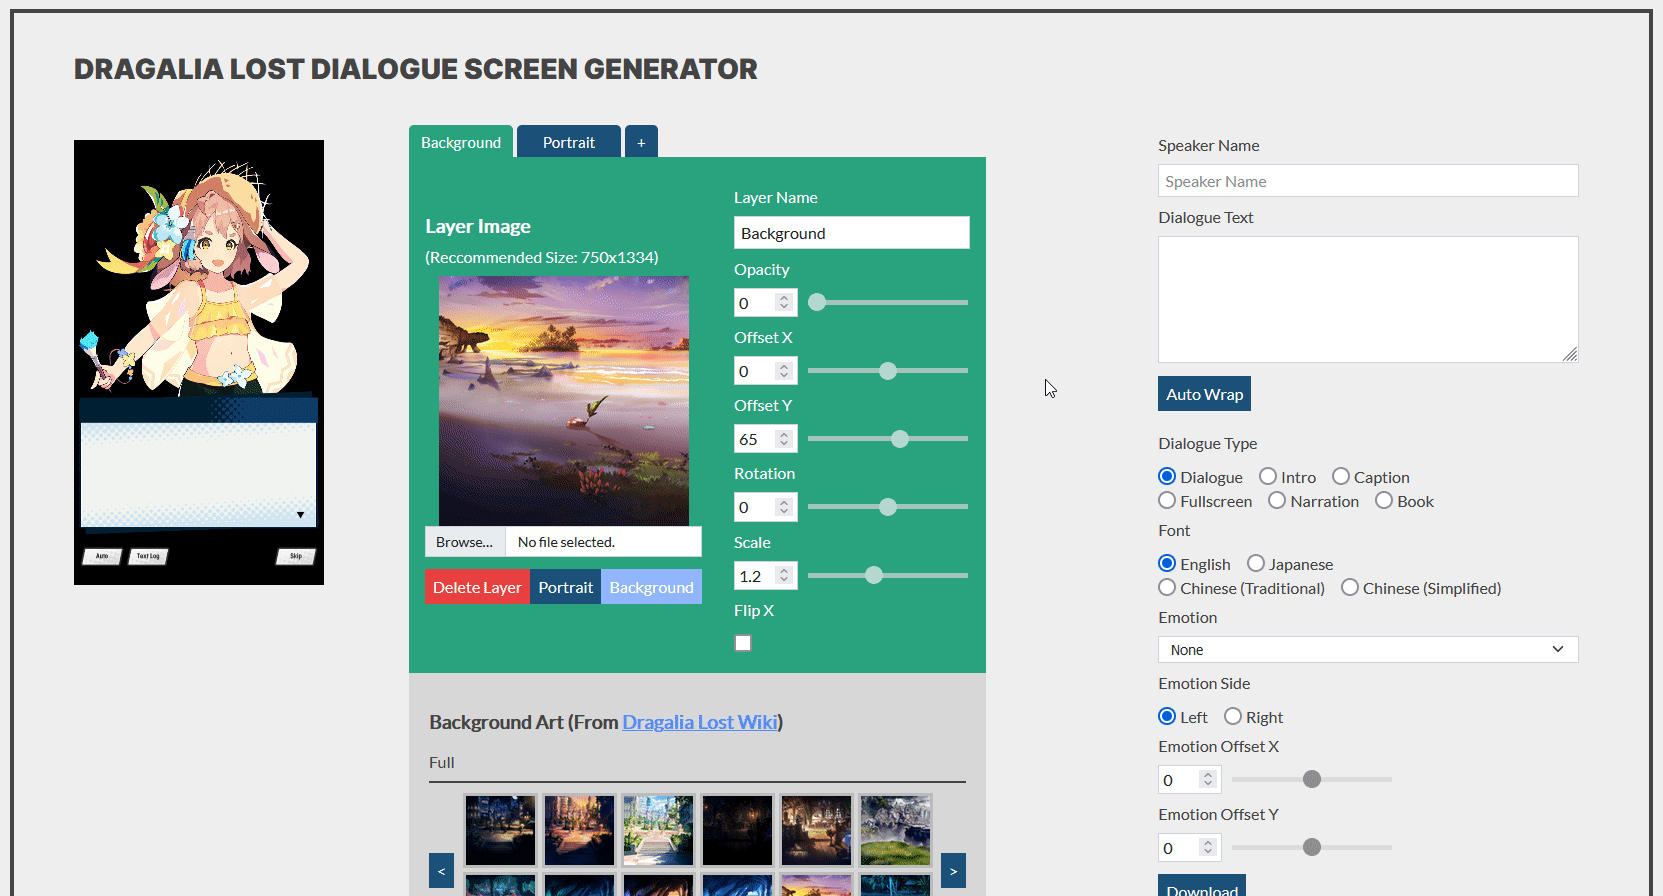 DRAGALIA LOST DIALOGUE SCREEN GENERATOR
Auto
Text Log
Skip
Background
Portrait
+
Layer Image
(Reccommended Size: 750x1334)
Browse...
No file selected.
Delete Layer
Portrait
Background
Layer Name
Background
Opacity
0
Offset X
0
Offset Y
65
Rotation
0
Scale
1.2
Flip X
Background Art (From Dragalia Lost Wiki)
Full
<
>
Speaker Name
Speaker Name
Dialogue Text
Auto Wrap
Dialogue Type
Dialogue Intro Caption
Fullscreen Narration Book
Font
English Japanese
Chinese (Traditional) Chinese (Simplified)
Emotion
None
Emotion Side
Left Right
Emotion Offset X
0
Emotion Offset Y
0
Download